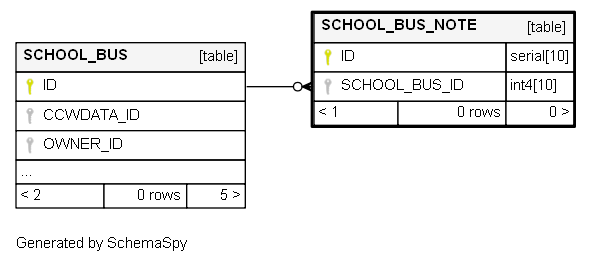 SCHOOL_BUS [table]
ID
CCWDATA_ID
OWNER_ID
...
< 2 0 rows 5 >
SCHOOL_BUS_NOTE [table]
ID serial[10]
SCHOOL_BUS_ID int4[10]
< 1 0 rows 0 >
Generated by SchemaSpy